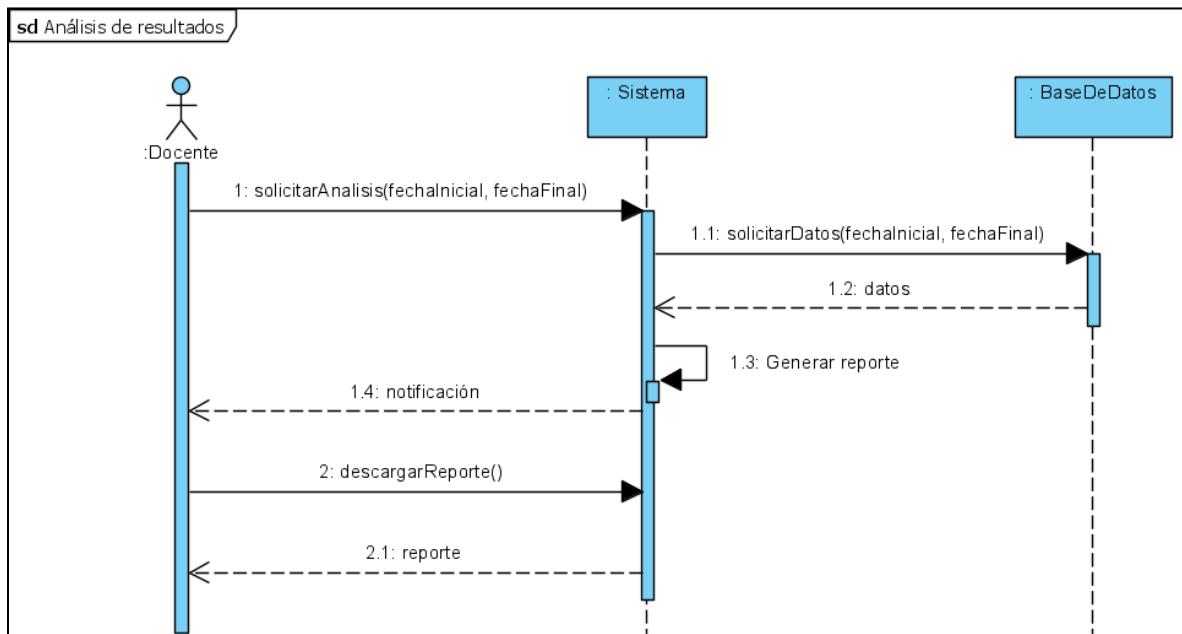 sd Análisis de resultados
: Sistema
: BaseDeDatos
:Docente
1: solicitarAnalisis(fechaInicial, fechaFinal)
1.1: solicitarDatos(fechaInicial, fechaFinal)
1.2: datos
1.3: Generar reporte
1.4: notificación
2: descargarReporte()
2.1: reporte